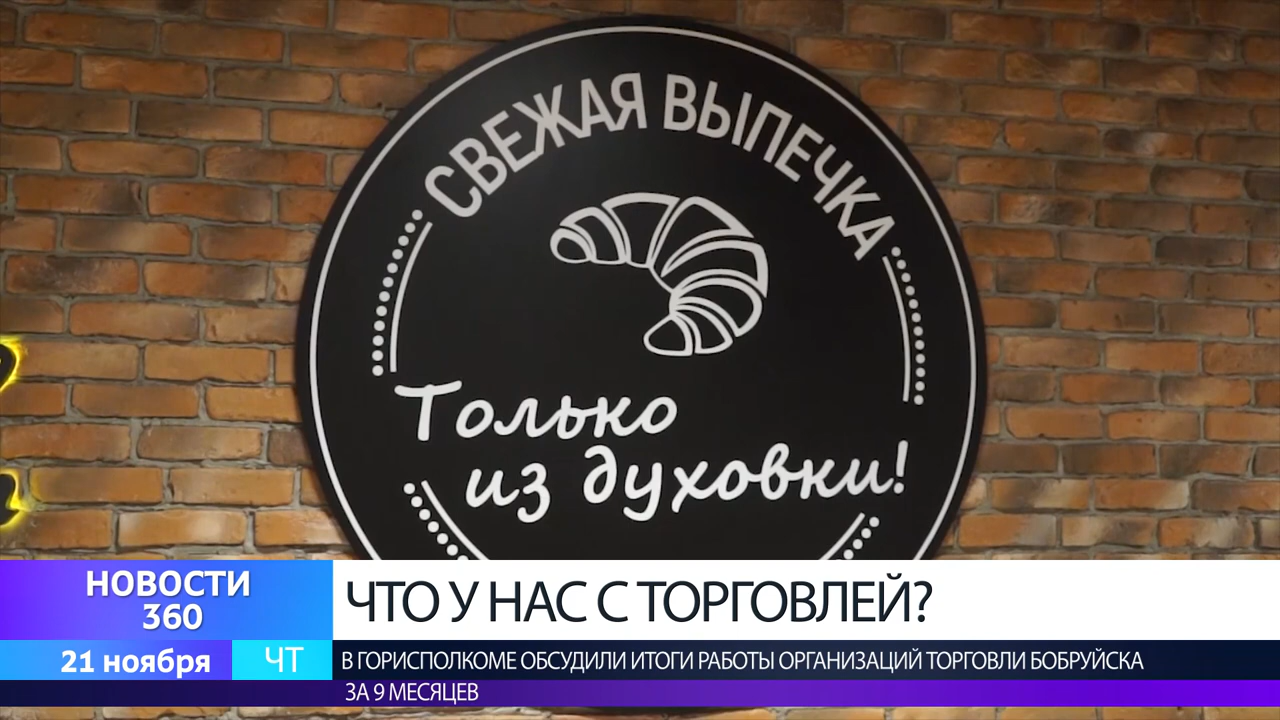 СВЕЖАЯ ВЫПЕЧКА
Только
из духовки!
НОВОСТИ
360
ЧТО У НАС С ТОРГОВЛЕЙ?
21 ноября
ЧТ
В ГОРИСПОЛКОМЕ ОБСУДИЛИ ИТОГИ РАБОТЫ ОРГАНИЗАЦИЙ ТОРГОВЛИ БОБРУЙСКА
ЗА 9 МЕСЯЦЕВ